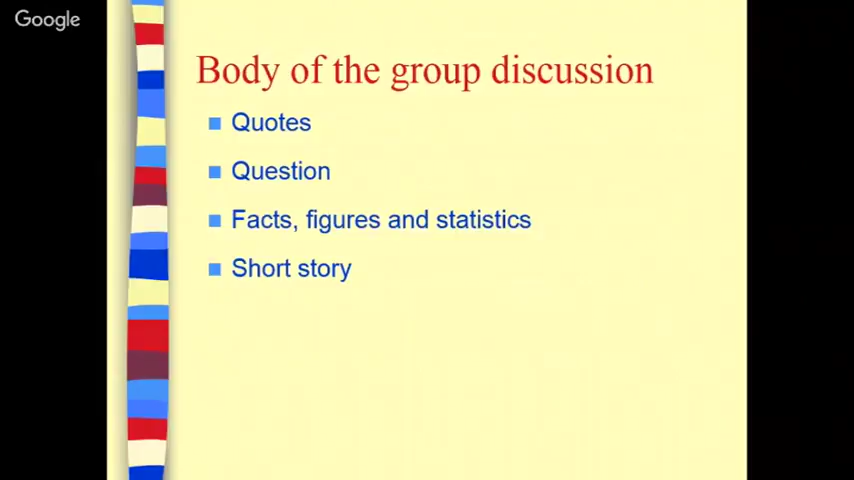 Google
Body of the group discussion
Quotes
Question
Facts, figures and statistics
Short story